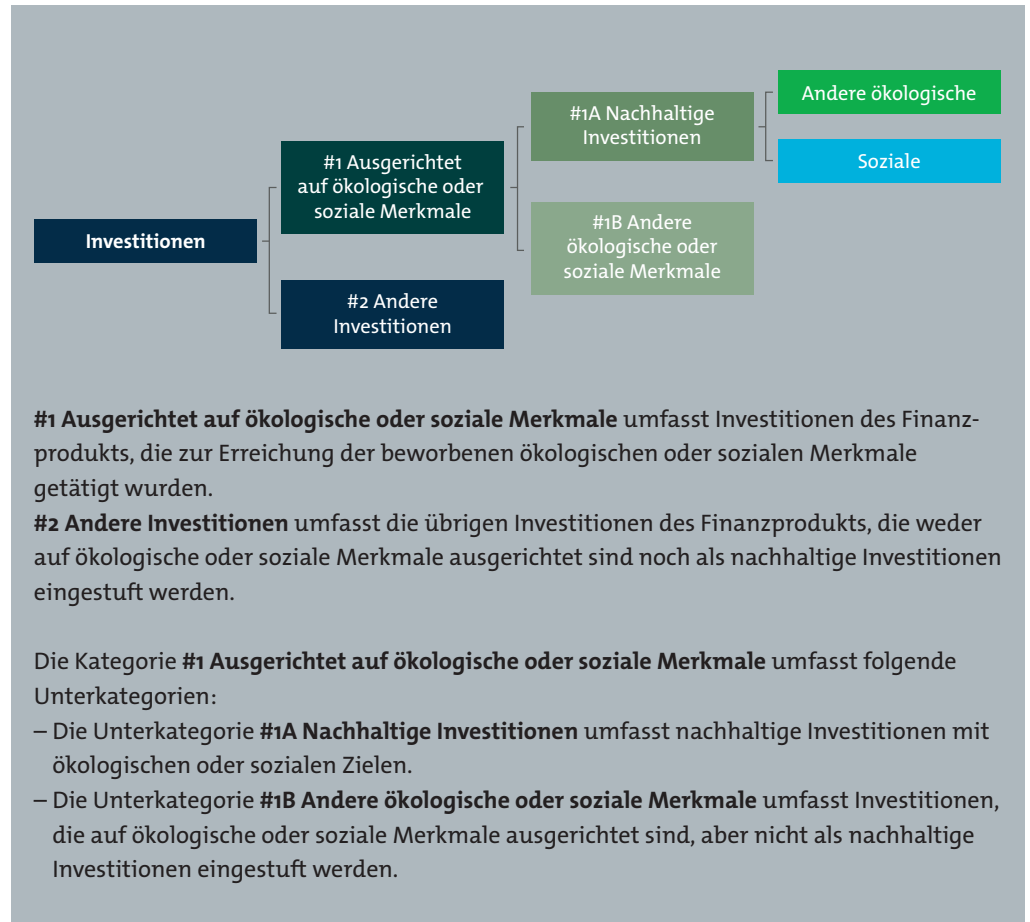 Andere ökologische
#1A Nachhaltige
Investitionen
Soziale
#1 Ausgerichtet
auf ökologische oder
soziale Merkmale
#1B Andere
ökologische oder
soziale Merkmale
Investitionen
#2 Andere
Investitionen
#1 Ausgerichtet auf ökologische oder soziale Merkmale umfasst Investitionen des Finanz-
produkts, die zur Erreichung der beworbenen ökologischen oder sozialen Merkmale
getätigt wurden.
#2 Andere Investitionen umfasst die übrigen Investitionen des Finanzprodukts, die weder
auf ökologische oder soziale Merkmale ausgerichtet sind noch als nachhaltige Investitionen
eingestuft werden.
Die Kategorie #1 Ausgerichtet auf ökologische oder soziale Merkmale umfasst folgende
Unterkategorien:
– Die Unterkategorie #1A Nachhaltige Investitionen umfasst nachhaltige Investitionen mit
ökologischen oder sozialen Zielen.
– Die Unterkategorie #1B Andere ökologische oder soziale Merkmale umfasst Investitionen,
die auf ökologische oder soziale Merkmale ausgerichtet sind, aber nicht als nachhaltige
Investitionen eingestuft werden.